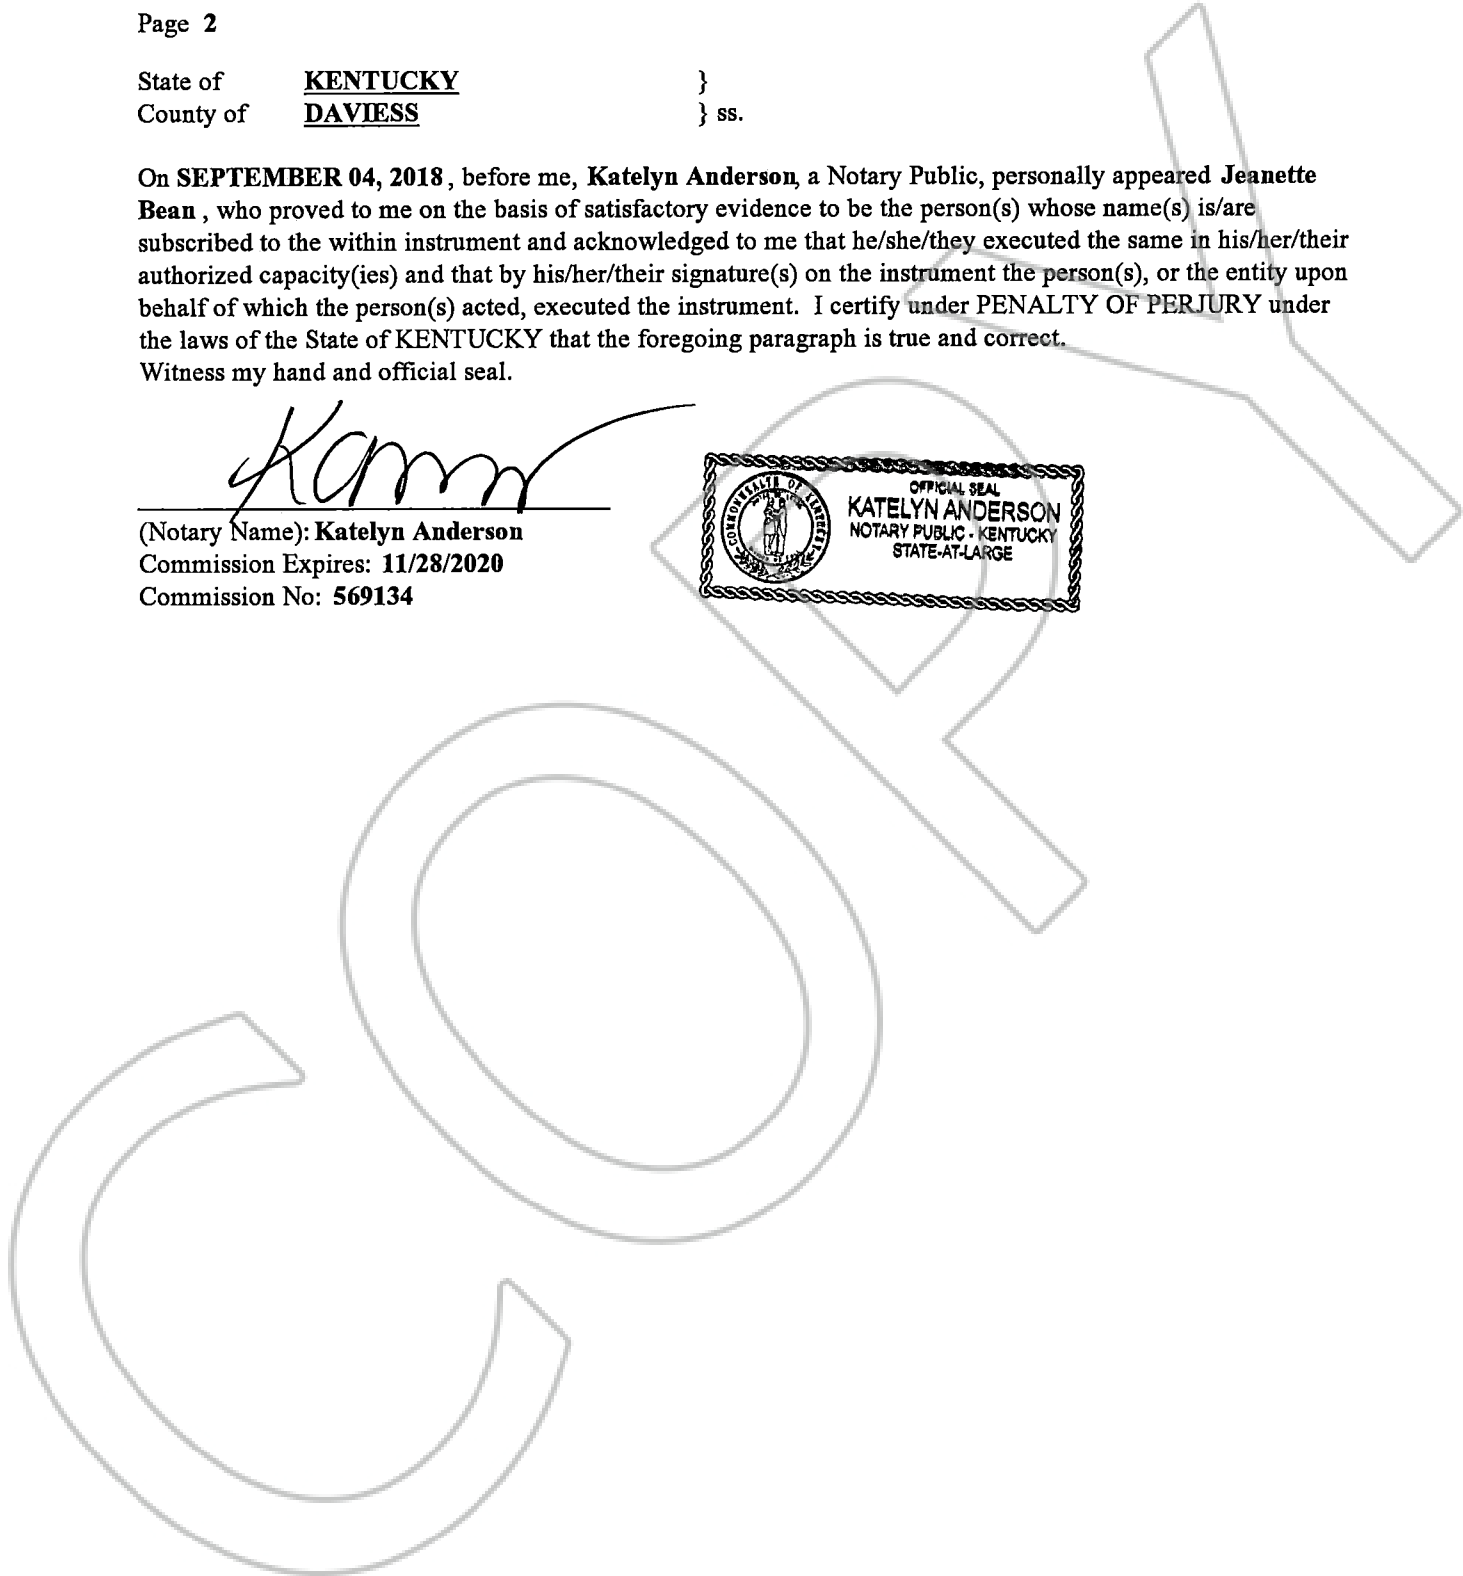 Page 2
State of KENTUCKY }
County of DAVIESS } ss.
On SEPTEMBER 04, 2018 , before me, Katelyn Anderson, a Notary Public, personally appeared Jeanette
Bean , who proved to me on the basis of satisfactory evidence to be the person(s) whose name(s) is/are
subscribed to the within instrument and acknowledged to me that he/she/they executed the same in his/her/their
authorized capacity(ies) and that by his/her/their signature(s) on the instrument the person(s), or the entity upon
behalf of which the person(s) acted, executed the instrument. I certify under PENALTY OF PERJURY under
the laws of the State of KENTUCKY that the foregoing paragraph is true and correct.
Witness my hand and official seal.
(Notary Name): Katelyn Anderson
Commission Expires: 11/28/2020
Commission No: 569134
COMMONWEALTH OF KENTUCKY
OFFICIAL SEAL
KATELYN ANDERSON
NOTARY PUBLIC - KENTUCKY
STATE-AT-LARGE
COPY